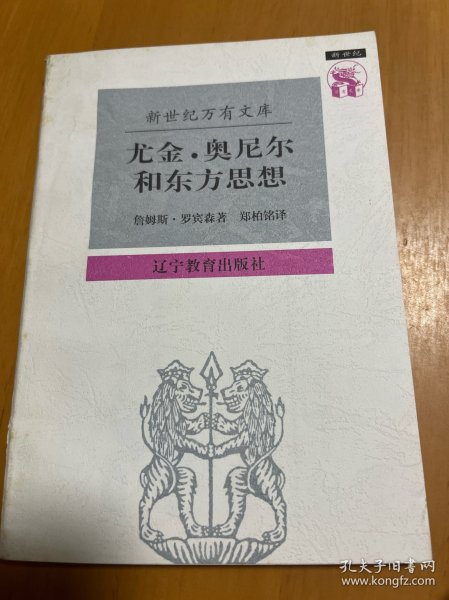 新世纪
新世纪万有文库
尤金·奥尼尔
和东方思想
詹姆斯·罗宾森著 郑柏铭译
辽宁教育出版社
孔夫子旧书网
www.kongfz.com